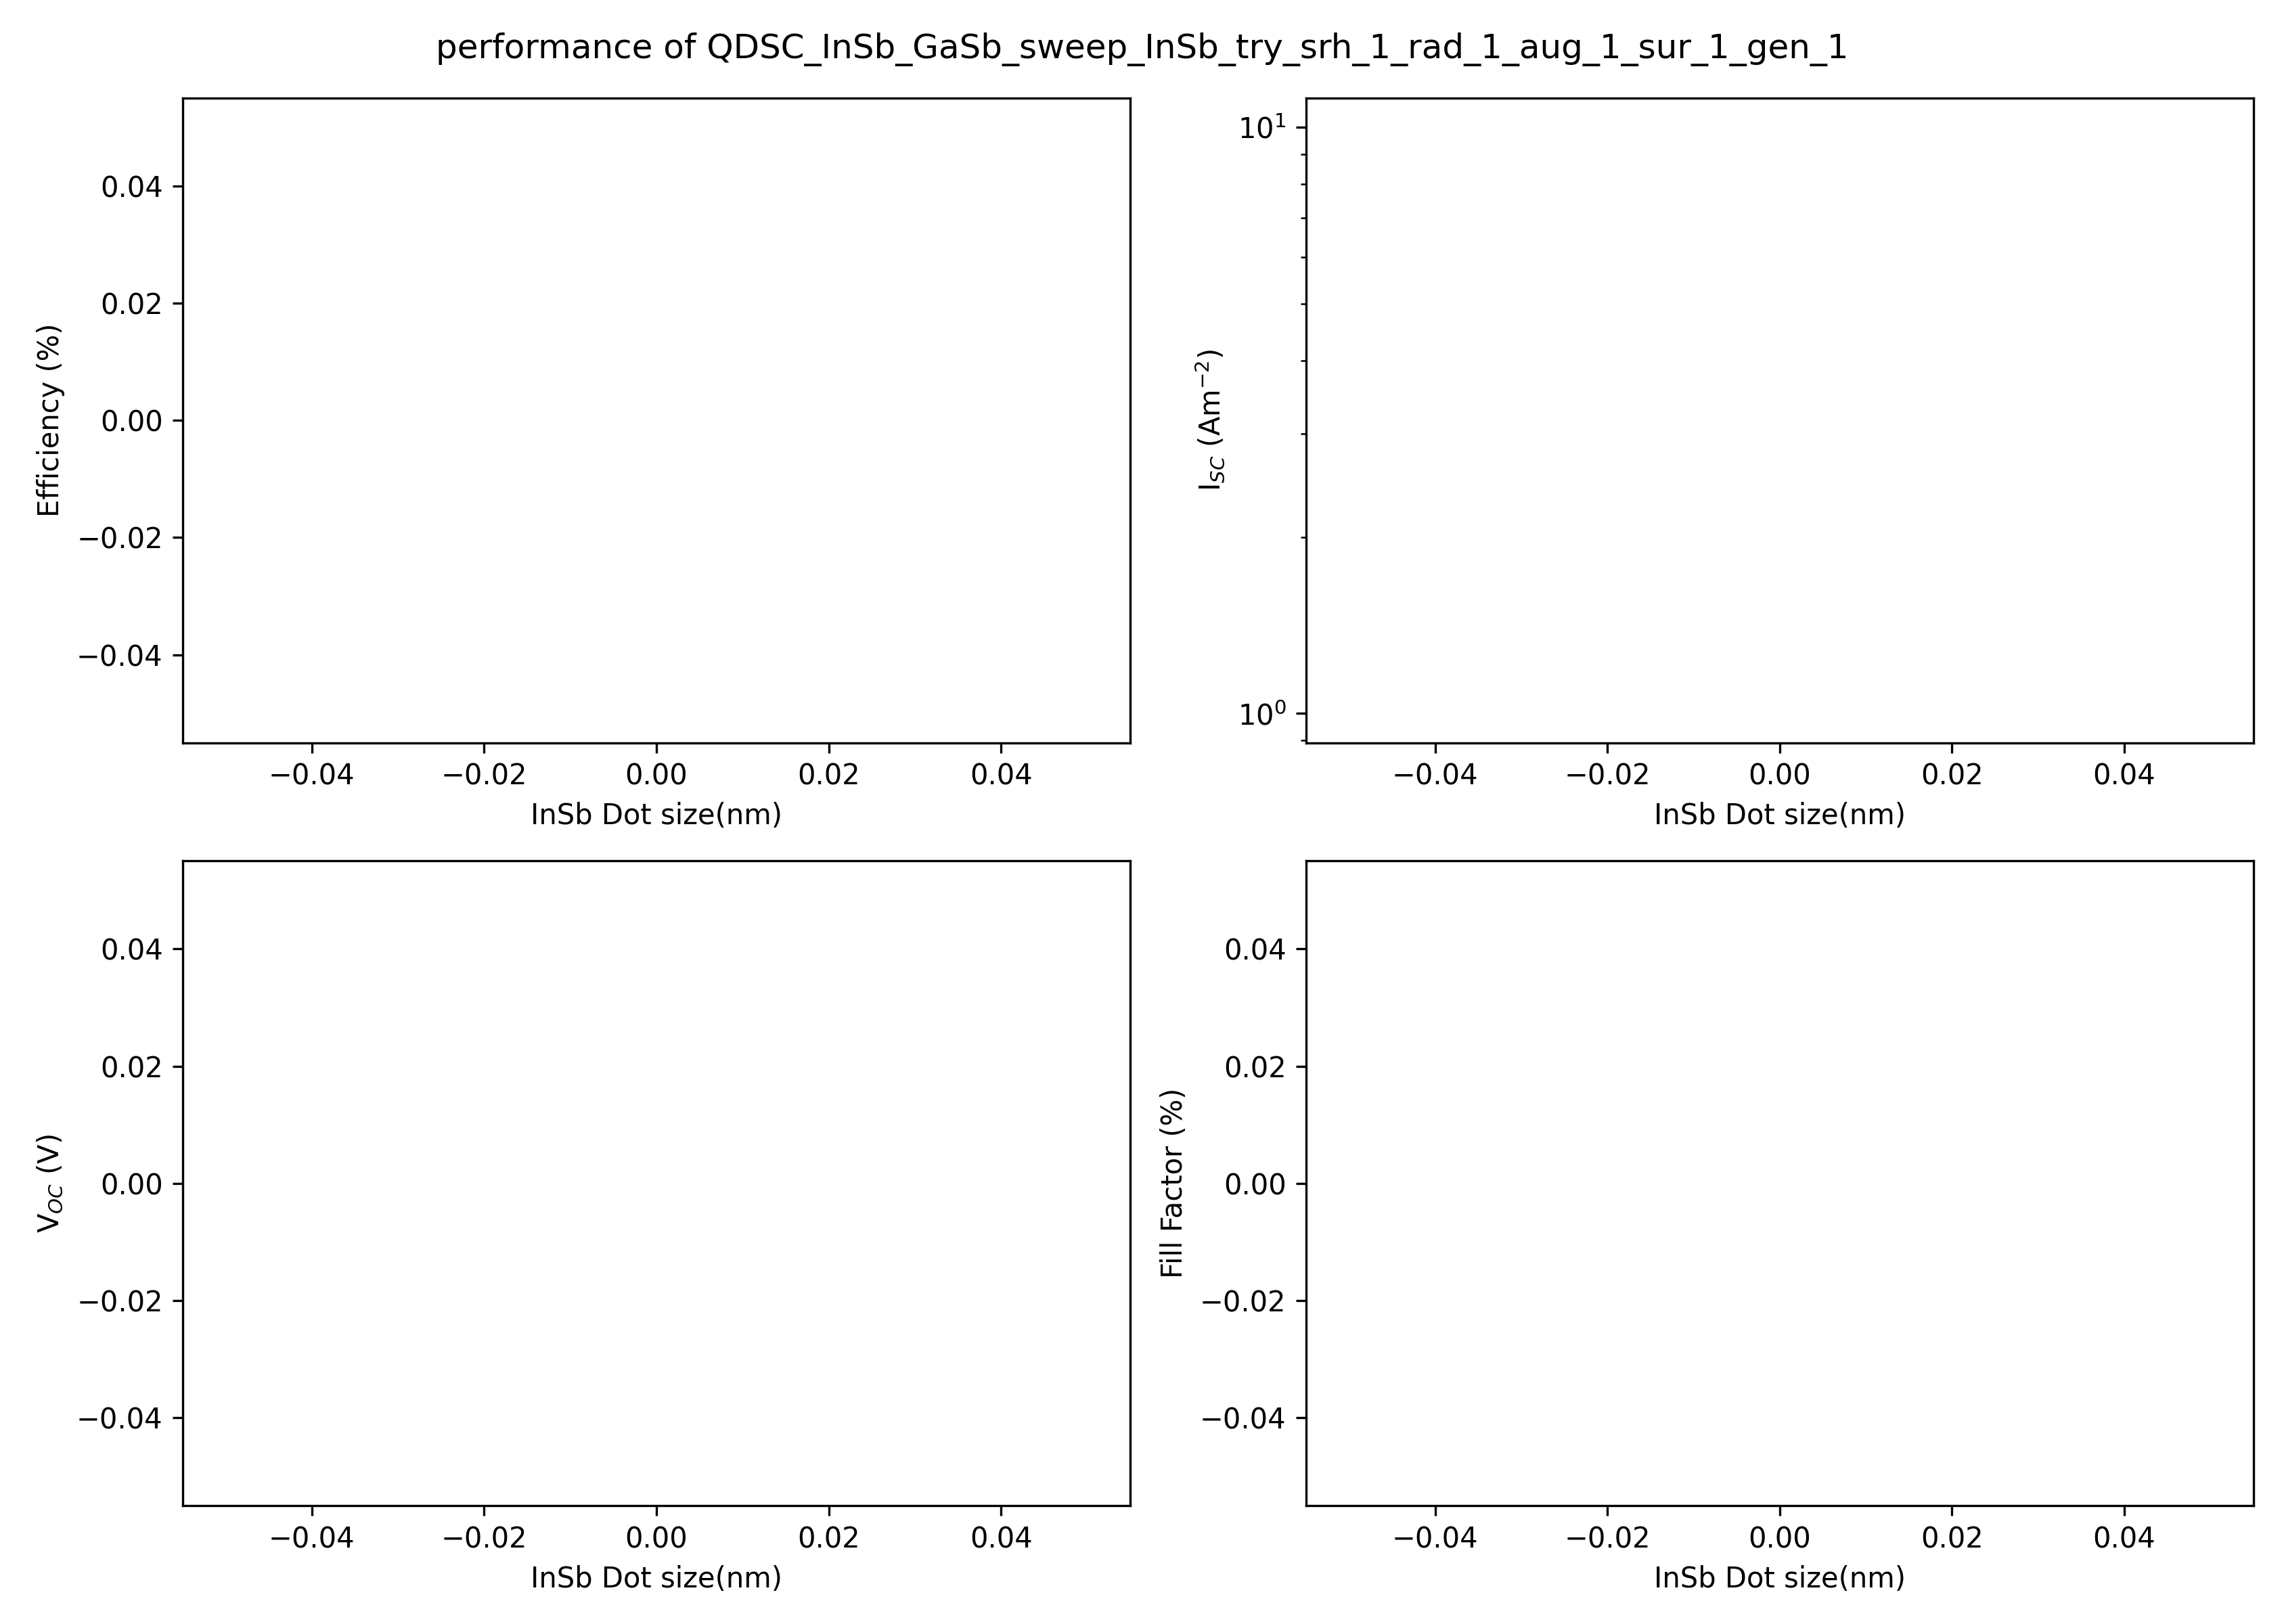 performance of QDSC_InSb_GaSb_sweep_InSb_try_srh_1_rad_1_aug_1_sur_1_gen_1
Efficiency (%)
0.04
0.02
0.00
−0.02
−0.04
−0.04 −0.02 0.00 0.02 0.04
InSb Dot size(nm)
I_SC (Am⁻²)
10¹
10⁰
−0.04 −0.02 0.00 0.02 0.04
InSb Dot size(nm)
V_OC (V)
0.04
0.02
0.00
−0.02
−0.04
−0.04 −0.02 0.00 0.02 0.04
InSb Dot size(nm)
Fill Factor (%)
0.04
0.02
0.00
−0.02
−0.04
−0.04 −0.02 0.00 0.02 0.04
InSb Dot size(nm)